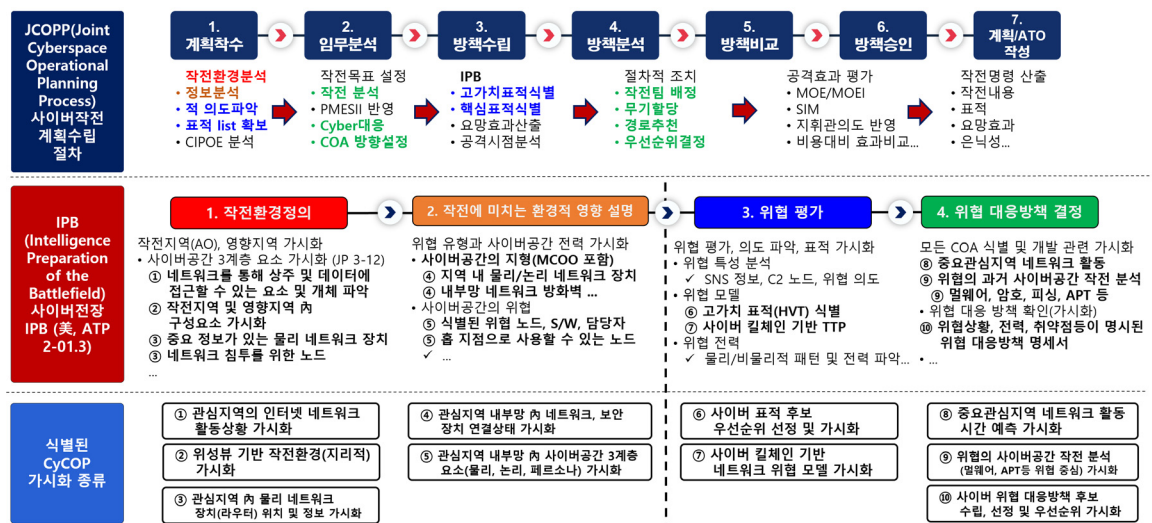 JCOPP(Joint
Cyberspace
Operational
Planning
Process)
사이버작전
계획수립
절차
1.
계획착수
2.
임무분석
3.
방책수립
4.
방책분석
5.
방책비교
6.
방책승인
7.
계획/ATO
작성
작전환경분석
• 정보분석
• 적 의도파악
• 표적 list 확보
• CIPOE 분석
작전목표 설정
• 작전 분석
• PMESII 반영
• Cyber대응
• COA 방향설정
IPB
• 고가치표적식별
• 핵심표적식별
• 요망효과산출
• 공격시점분석
절차적 조치
• 작전팀 배정
• 무기할당
• 경로추천
• 우선순위결정
공격효과 평가
• MOE/MOEI
• SIM
• 지휘관의도 반영
• 비용대비 효과비교...
작전명령 산출
• 작전내용
• 표적
• 요망효과
• 은닉성...
IPB
(Intelligence
Preparation
of the
Battlefield)
사이버전장
IPB (美, ATP
2-01.3)
1. 작전환경정의
2. 작전에 미치는 환경적 영향 설명
3. 위협 평가
4. 위협 대응방책 결정
작전지역(AO), 영향지역 가시화
• 사이버공간 3계층 요소 가시화 (JP 3-12)
① 네트워크를 통해 상주 및 데이터에
접근할 수 있는 요소 및 개체 파악
② 작전지역 및 영향지역 內
구성요소 가시화
③ 중요 정보가 있는 물리 네트워크 장치
③ 네트워크 침투를 위한 노드
...
위협 유형과 사이버공간 전력 가시화
• 사이버공간의 지형(MCOO 포함)
④ 지역 내 물리/논리 네트워크 장치
④ 내부망 네트워크 방화벽 ...
• 사이버공간의 위협
⑤ 식별된 위협 노드, S/W, 담당자
⑤ 홉 지점으로 사용할 수 있는 노드
✓ ...
위협 평가, 의도 파악, 표적 가시화
• 위협 특성 분석
✓ SNS 정보, C2 노드, 위협 의도
• 위협 모델
⑥ 고가치 표적(HVT) 식별
⑦ 사이버 킬체인 기반 TTP
• 위협 전력
✓ 물리/비물리적 패턴 및 전력 파악...
모든 COA 식별 및 개발 관련 가시화
⑧ 중요관심지역 네트워크 활동
⑨ 위협의 과거 사이버공간 작전 분석
⑨ 멀웨어, 암호, 피싱, APT 등
• 위협 대응 방책 확인(가시화)
⑩ 위협상황, 전력, 취약점등이 명시된
위협 대응방책 명세서
• ...
식별된
CyCOP
가시화 종류
① 관심지역의 인터넷 네트워크
활동상황 가시화
② 위성뷰 기반 작전환경(지리적)
가시화
③ 관심지역 內 물리 네트워크
장치(라우터) 위치 및 정보 가시화
④ 관심지역 내부망 內 네트워크, 보안
장치 연결상태 가시화
⑤ 관심지역 내부망 內 사이버공간 3계층
요소(물리, 논리, 페르소나) 가시화
⑥ 사이버 표적 후보
우선순위 선정 및 가시화
⑦ 사이버 킬체인 기반
네트워크 위협 모델 가시화
⑧ 중요관심지역 네트워크 활동
시간 예측 가시화
⑨ 위협의 사이버공간 작전 분석
(멀웨어, APT등 위협 중심) 가시화
⑩ 사이버 위협 대응방책 후보
수립, 선정 및 우선순위 가시화